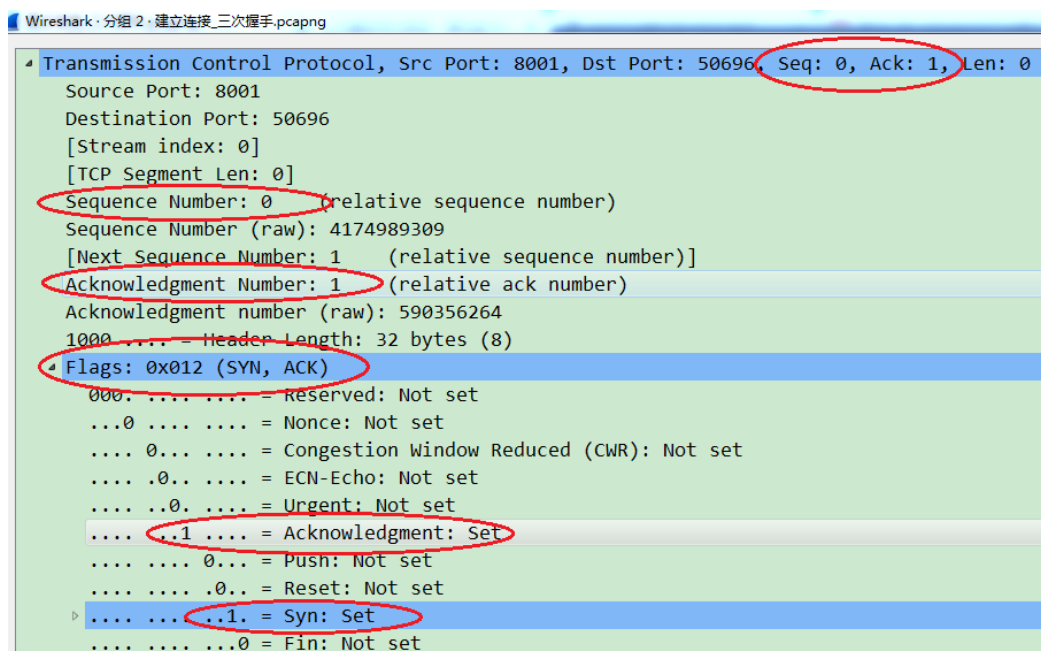 Wireshark · 分组 2 · 建立连接_三次握手.pcapng
Transmission Control Protocol, Src Port: 8001, Dst Port: 50696, Seq: 0, Ack: 1, Len: 0
Source Port: 8001
Destination Port: 50696
[Stream index: 0]
[TCP Segment Len: 0]
Sequence Number: 0    (relative sequence number)
Sequence Number (raw): 4174989309
[Next Sequence Number: 1    (relative sequence number)]
Acknowledgment Number: 1    (relative ack number)
Acknowledgment number (raw): 590356264
1000 .... = Header Length: 32 bytes (8)
Flags: 0x012 (SYN, ACK)
000. .... .... = Reserved: Not set
...0 .... .... = Nonce: Not set
.... 0... .... = Congestion Window Reduced (CWR): Not set
.... .0.. .... = ECN-Echo: Not set
.... ..0. .... = Urgent: Not set
.... ...1 .... = Acknowledgment: Set
.... .... 0... = Push: Not set
.... .... .0.. = Reset: Not set
.... .... ..1. = Syn: Set
.... .... ...0 = Fin: Not set